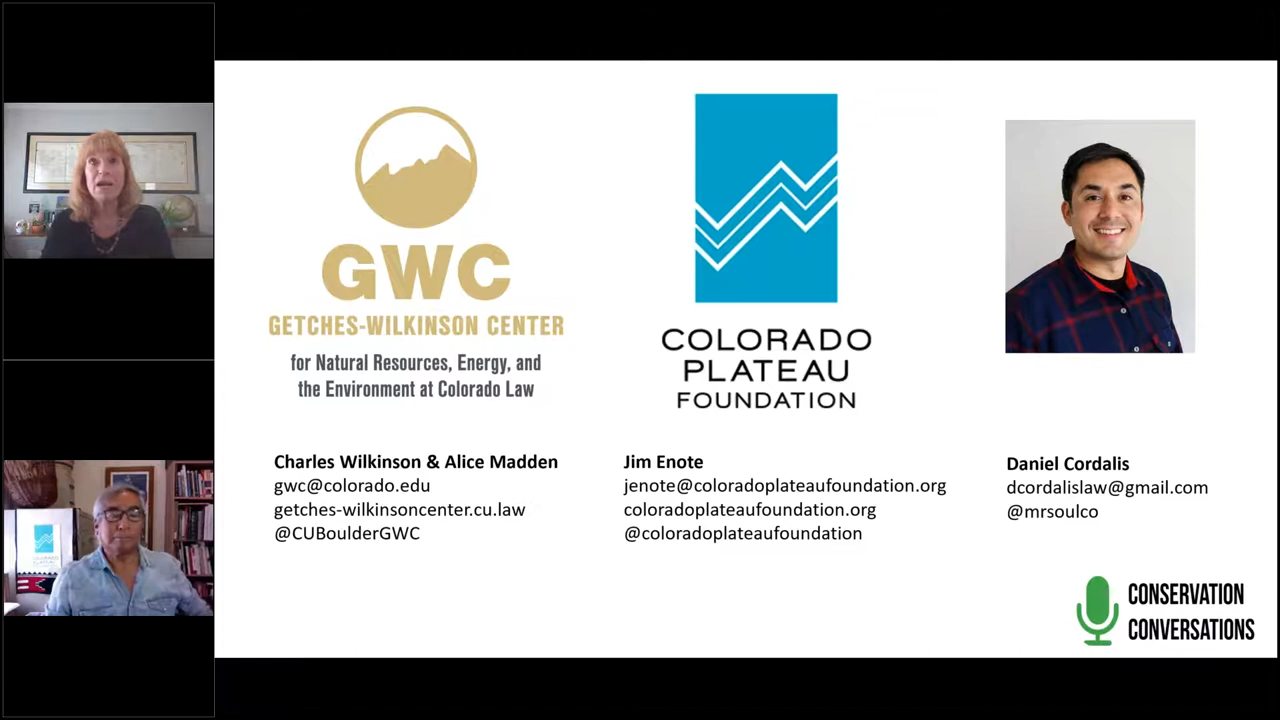 GWC
GETCHES-WILKINSON CENTER
for Natural Resources, Energy, and
the Environment at Colorado Law
Charles Wilkinson & Alice Madden
gwc@colorado.edu
getches-wilkinsoncenter.cu.law
@CUBoulderGWC
COLORADO
PLATEAU
FOUNDATION
Jim Enote
jenote@coloradoplateaufoundation.org
coloradoplateaufoundation.org
@coloradoplateaufoundation
Daniel Cordalis
dcordalislaw@gmail.com
@mrsoulco
CONSERVATION
CONVERSATIONS
COLORADO
PLATEAU